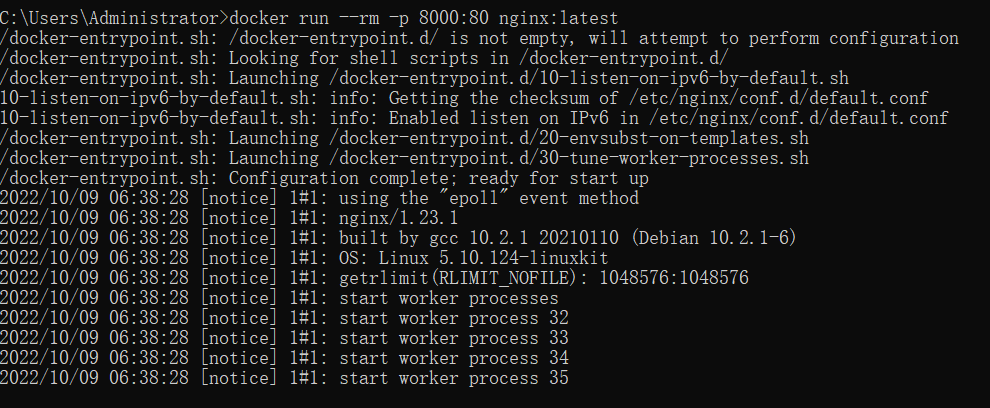 C:\Users\Administrator>docker run --rm -p 8000:80 nginx:latest
/docker-entrypoint.sh: /docker-entrypoint.d/ is not empty, will attempt to perform configuration
/docker-entrypoint.sh: Looking for shell scripts in /docker-entrypoint.d/
/docker-entrypoint.sh: Launching /docker-entrypoint.d/10-listen-on-ipv6-by-default.sh
10-listen-on-ipv6-by-default.sh: info: Getting the checksum of /etc/nginx/conf.d/default.conf
10-listen-on-ipv6-by-default.sh: info: Enabled listen on IPv6 in /etc/nginx/conf.d/default.conf
/docker-entrypoint.sh: Launching /docker-entrypoint.d/20-envsubst-on-templates.sh
/docker-entrypoint.sh: Launching /docker-entrypoint.d/30-tune-worker-processes.sh
/docker-entrypoint.sh: Configuration complete; ready for start up
2022/10/09 06:38:28 [notice] 1#1: using the "epoll" event method
2022/10/09 06:38:28 [notice] 1#1: nginx/1.23.1
2022/10/09 06:38:28 [notice] 1#1: built by gcc 10.2.1 20210110 (Debian 10.2.1-6)
2022/10/09 06:38:28 [notice] 1#1: OS: Linux 5.10.124-linuxkit
2022/10/09 06:38:28 [notice] 1#1: getrlimit(RLIMIT_NOFILE): 1048576:1048576
2022/10/09 06:38:28 [notice] 1#1: start worker processes
2022/10/09 06:38:28 [notice] 1#1: start worker process 32
2022/10/09 06:38:28 [notice] 1#1: start worker process 33
2022/10/09 06:38:28 [notice] 1#1: start worker process 34
2022/10/09 06:38:28 [notice] 1#1: start worker process 35